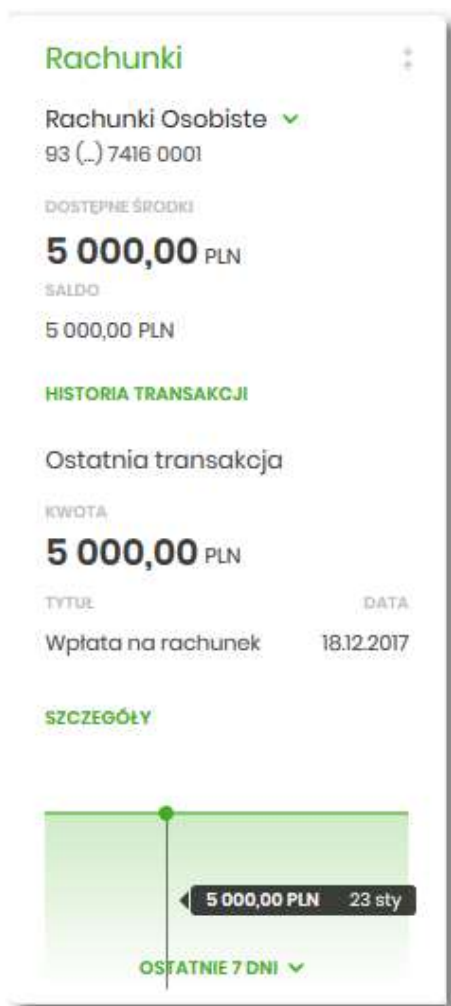 Rachunki
Rachunki Osobiste
93 (...) 7416 0001
DOSTĘPNE ŚRODKI
5 000,00 PLN
SALDO
5 000,00 PLN
HISTORIA TRANSAKCJI
Ostatnia transakcja
KWOTA
5 000,00 PLN
TYTUŁ DATA
Wpłata na rachunek 18.12.2017
SZCZEGÓŁY
5 000,00 PLN 23 sty
OSTATNIE 7 DNI